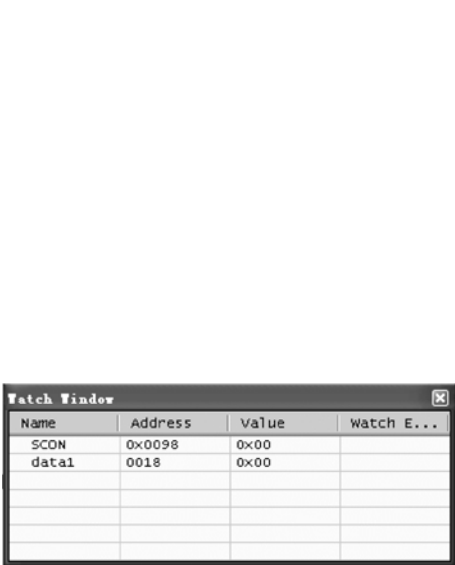 Watch Window
Name Address Value Watch E...
SCON 0x0098 0x00
data1 0018 0x00